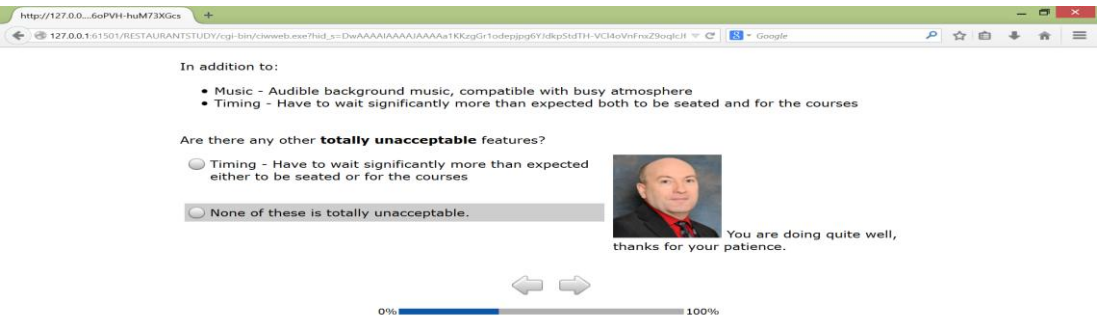 http://127.0.0....6oPVH-huM73XGcs
127.0.0.1:61501/RESTAURANTSTUDY/cgi-bin/ciwweb.exe?hid_s=
Google
In addition to:
• Music - Audible background music, compatible with busy atmosphere
• Timing - Have to wait significantly more than expected both to be seated and for the courses
Are there any other totally unacceptable features?
Timing - Have to wait significantly more than expected
either to be seated or for the courses
None of these is totally unacceptable.
You are doing quite well,
thanks for your patience.
0% 100%